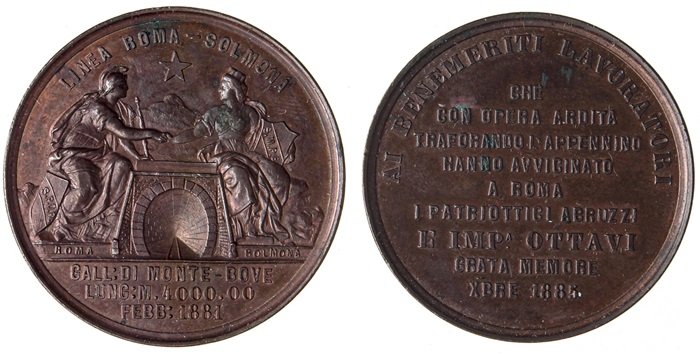 LINEA ROMA-SOLMONA
ROMA SOLMONA
GALL: DI MONTE-BOVE
LUNG: M. 4000.00
FEBB: 1881
AI BENEMERITI LAVORATORI
CHE
CON OPERA ARDITA
TRAFORANDO L'APPENNINO
HANNO AVVICINATO
A ROMA
I PATRIOTTICI ABRUZZI
E IMPA OTTAVI
GRATA MEMORE
XBRE 1885.